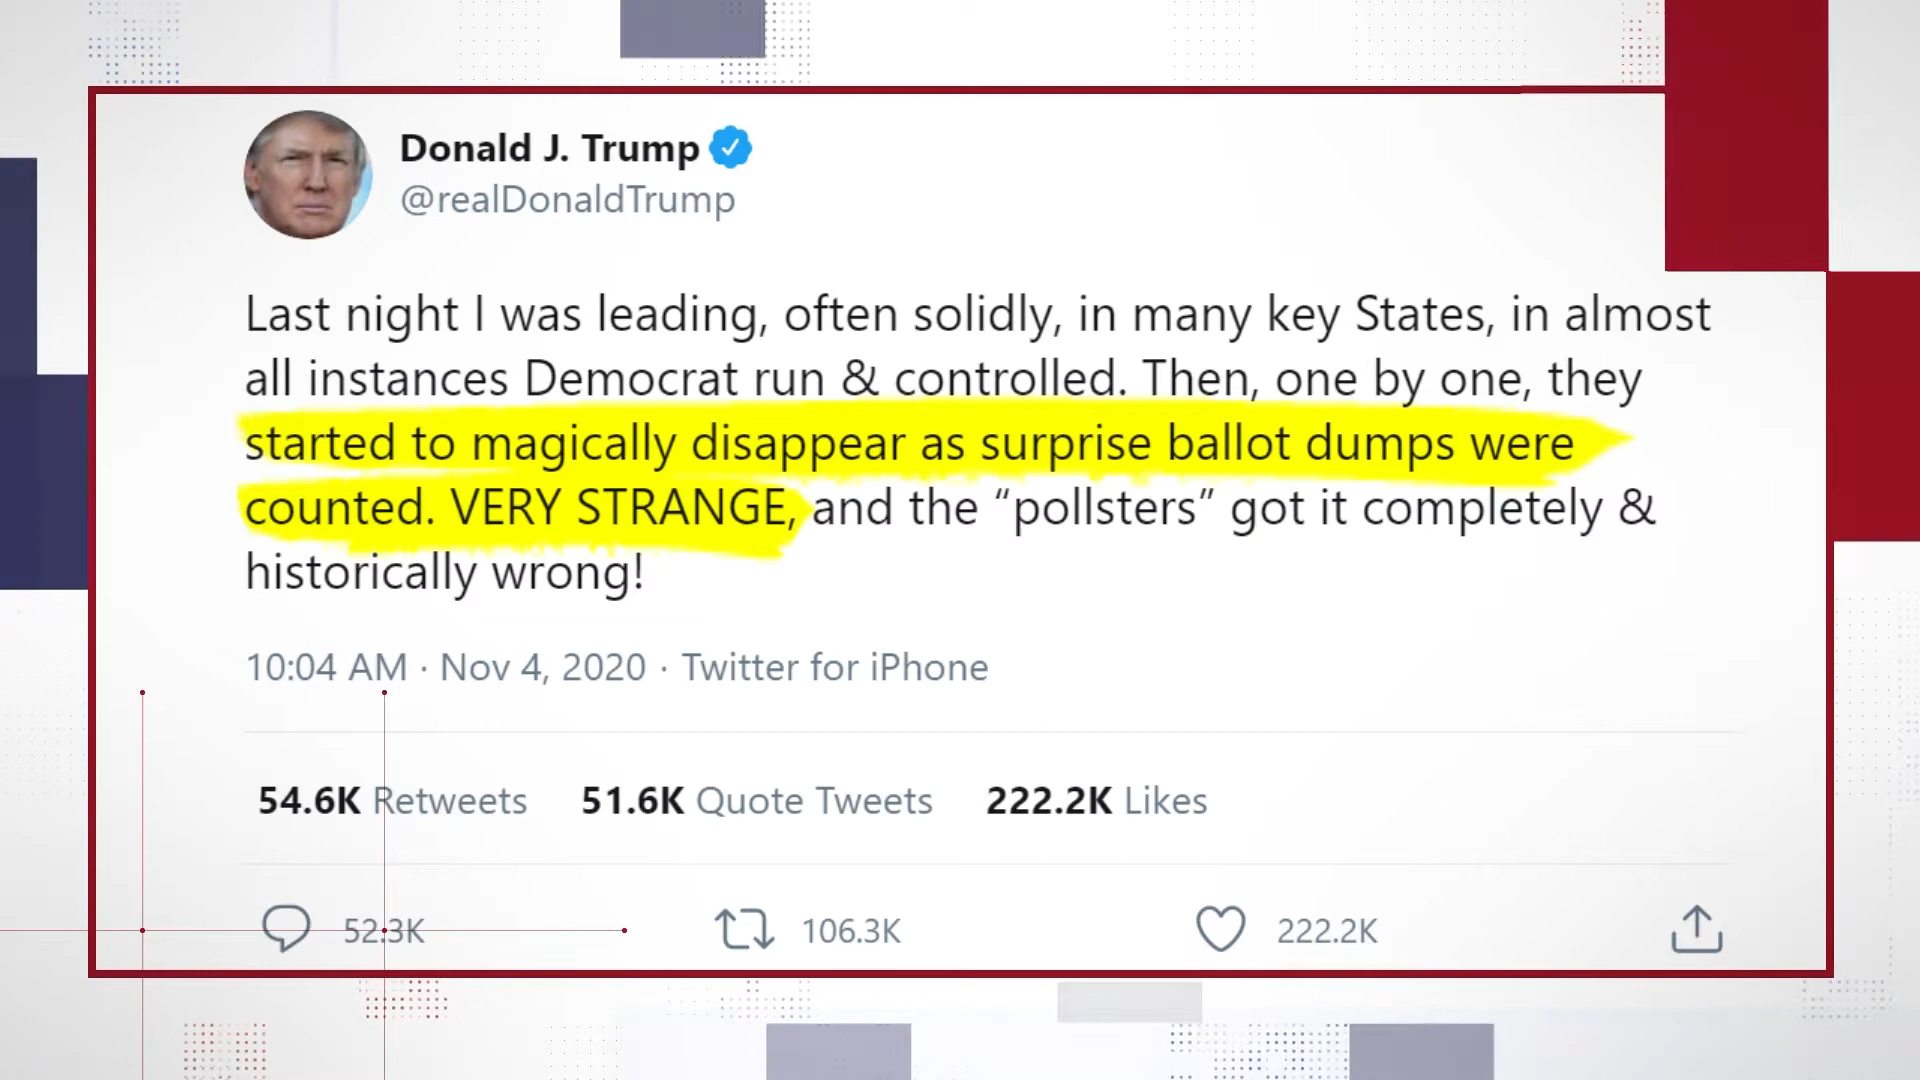 Donald J. Trump
@realDonaldTrump
Last night I was leading, often solidly, in many key States, in almost
all instances Democrat run & controlled. Then, one by one, they
started to magically disappear as surprise ballot dumps were
counted. VERY STRANGE, and the “pollsters” got it completely &
historically wrong!
10:04 AM · Nov 4, 2020 · Twitter for iPhone
54.6K Retweets 51.6K Quote Tweets 222.2K Likes
52.3K 106.3K 222.2K